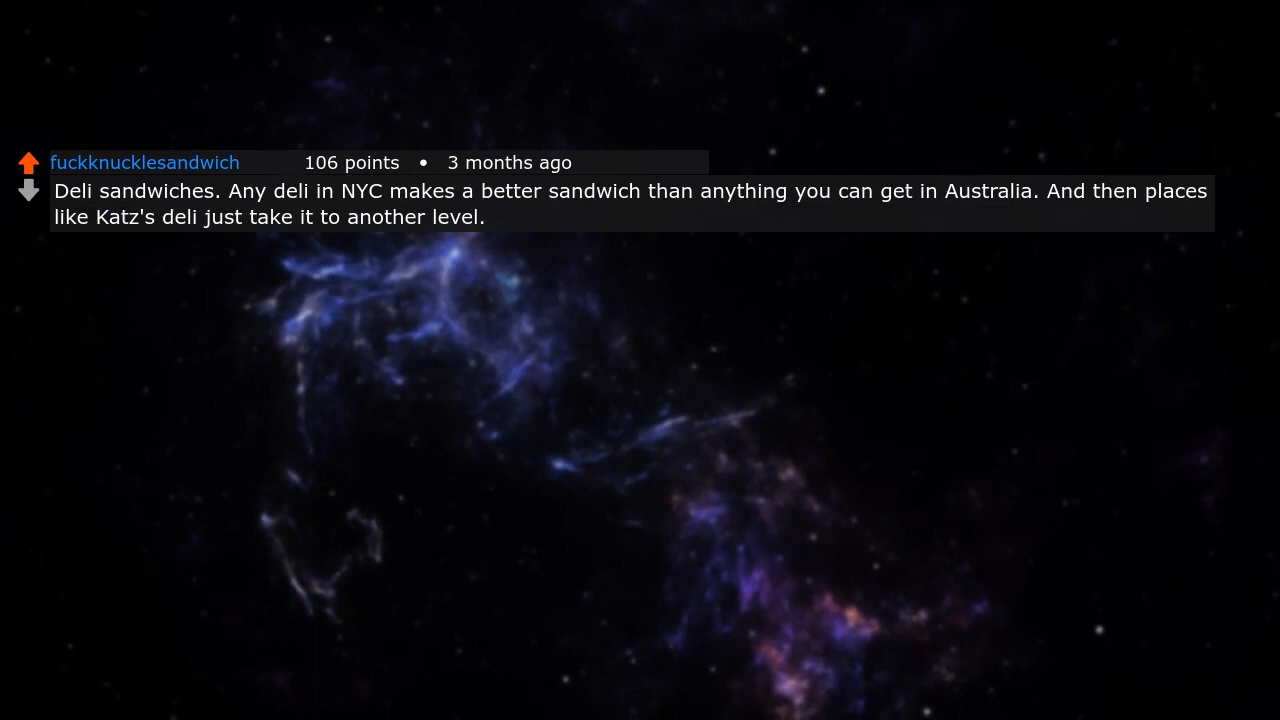 fuckknucklesandwich 106 points • 3 months ago
Deli sandwiches. Any deli in NYC makes a better sandwich than anything you can get in Australia. And then places
like Katz's deli just take it to another level.